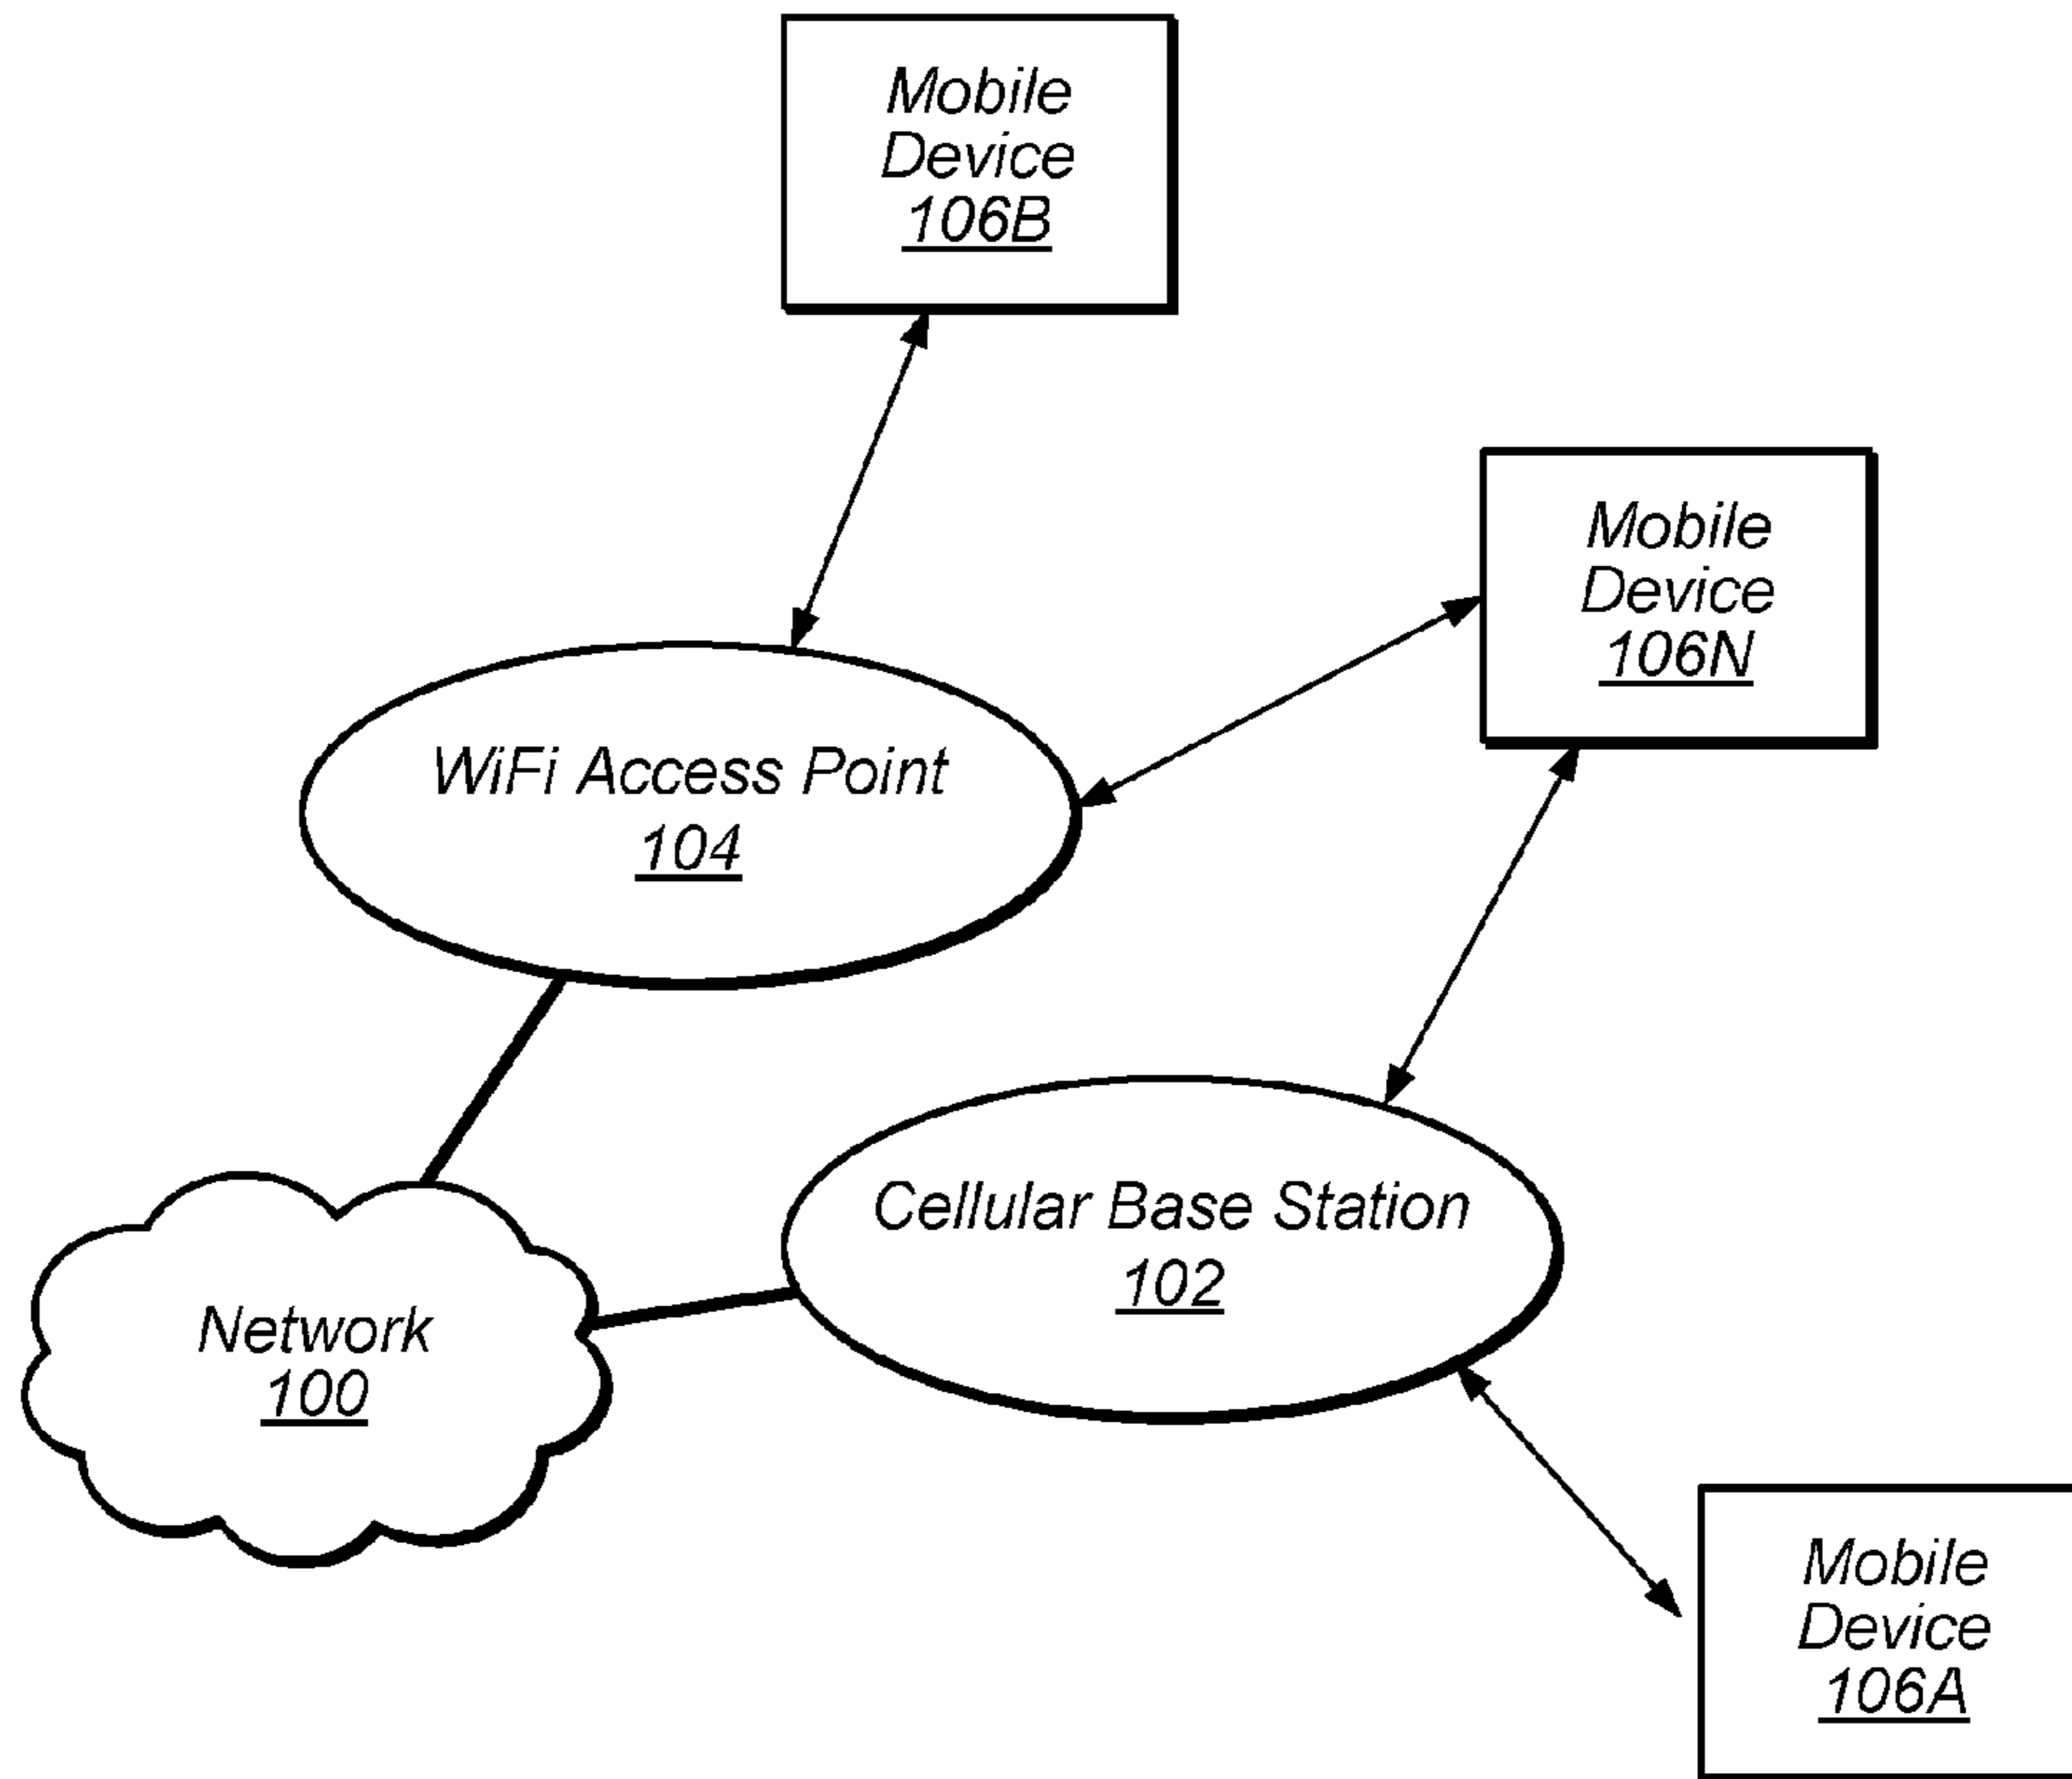 Mobile
Device
106B
Mobile
Device
106N
WiFi Access Point
104
Cellular Base Station
102
Network
100
Mobile
Device
106A